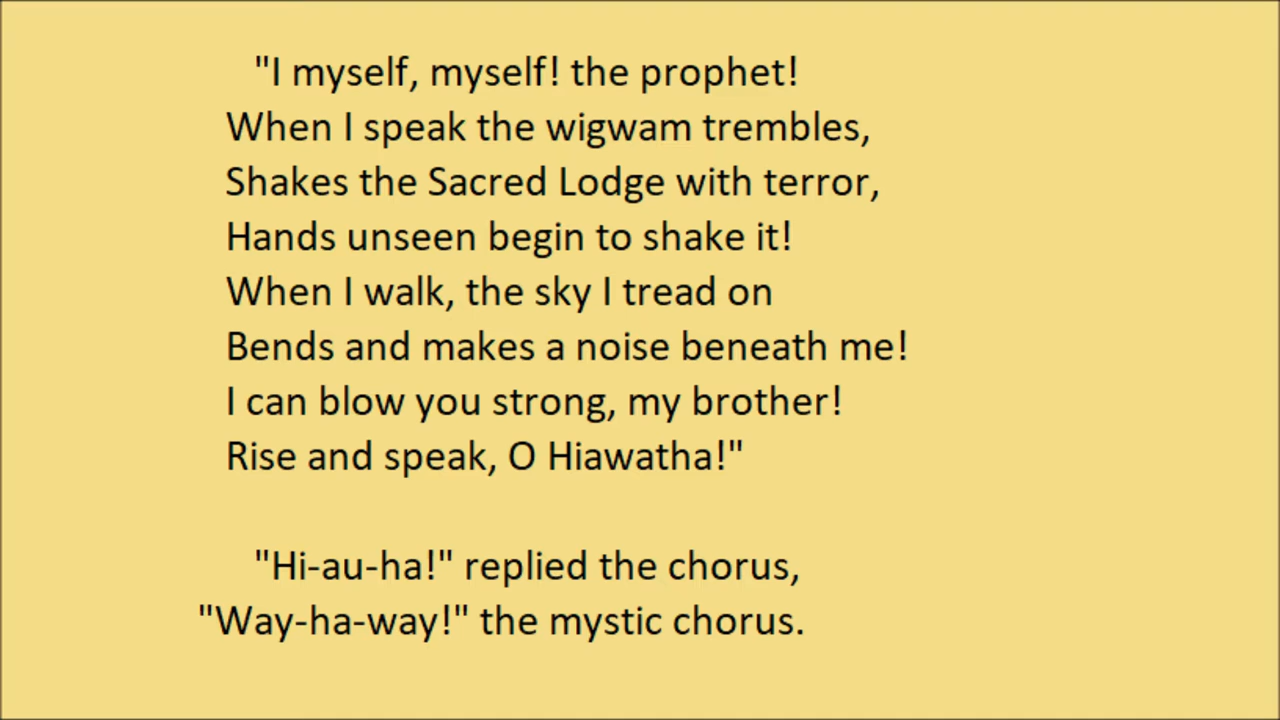 "I myself, myself! the prophet!
When I speak the wigwam trembles,
Shakes the Sacred Lodge with terror,
Hands unseen begin to shake it!
When I walk, the sky I tread on
Bends and makes a noise beneath me!
I can blow you strong, my brother!
Rise and speak, O Hiawatha!"
"Hi-au-ha!" replied the chorus,
"Way-ha-way!" the mystic chorus.